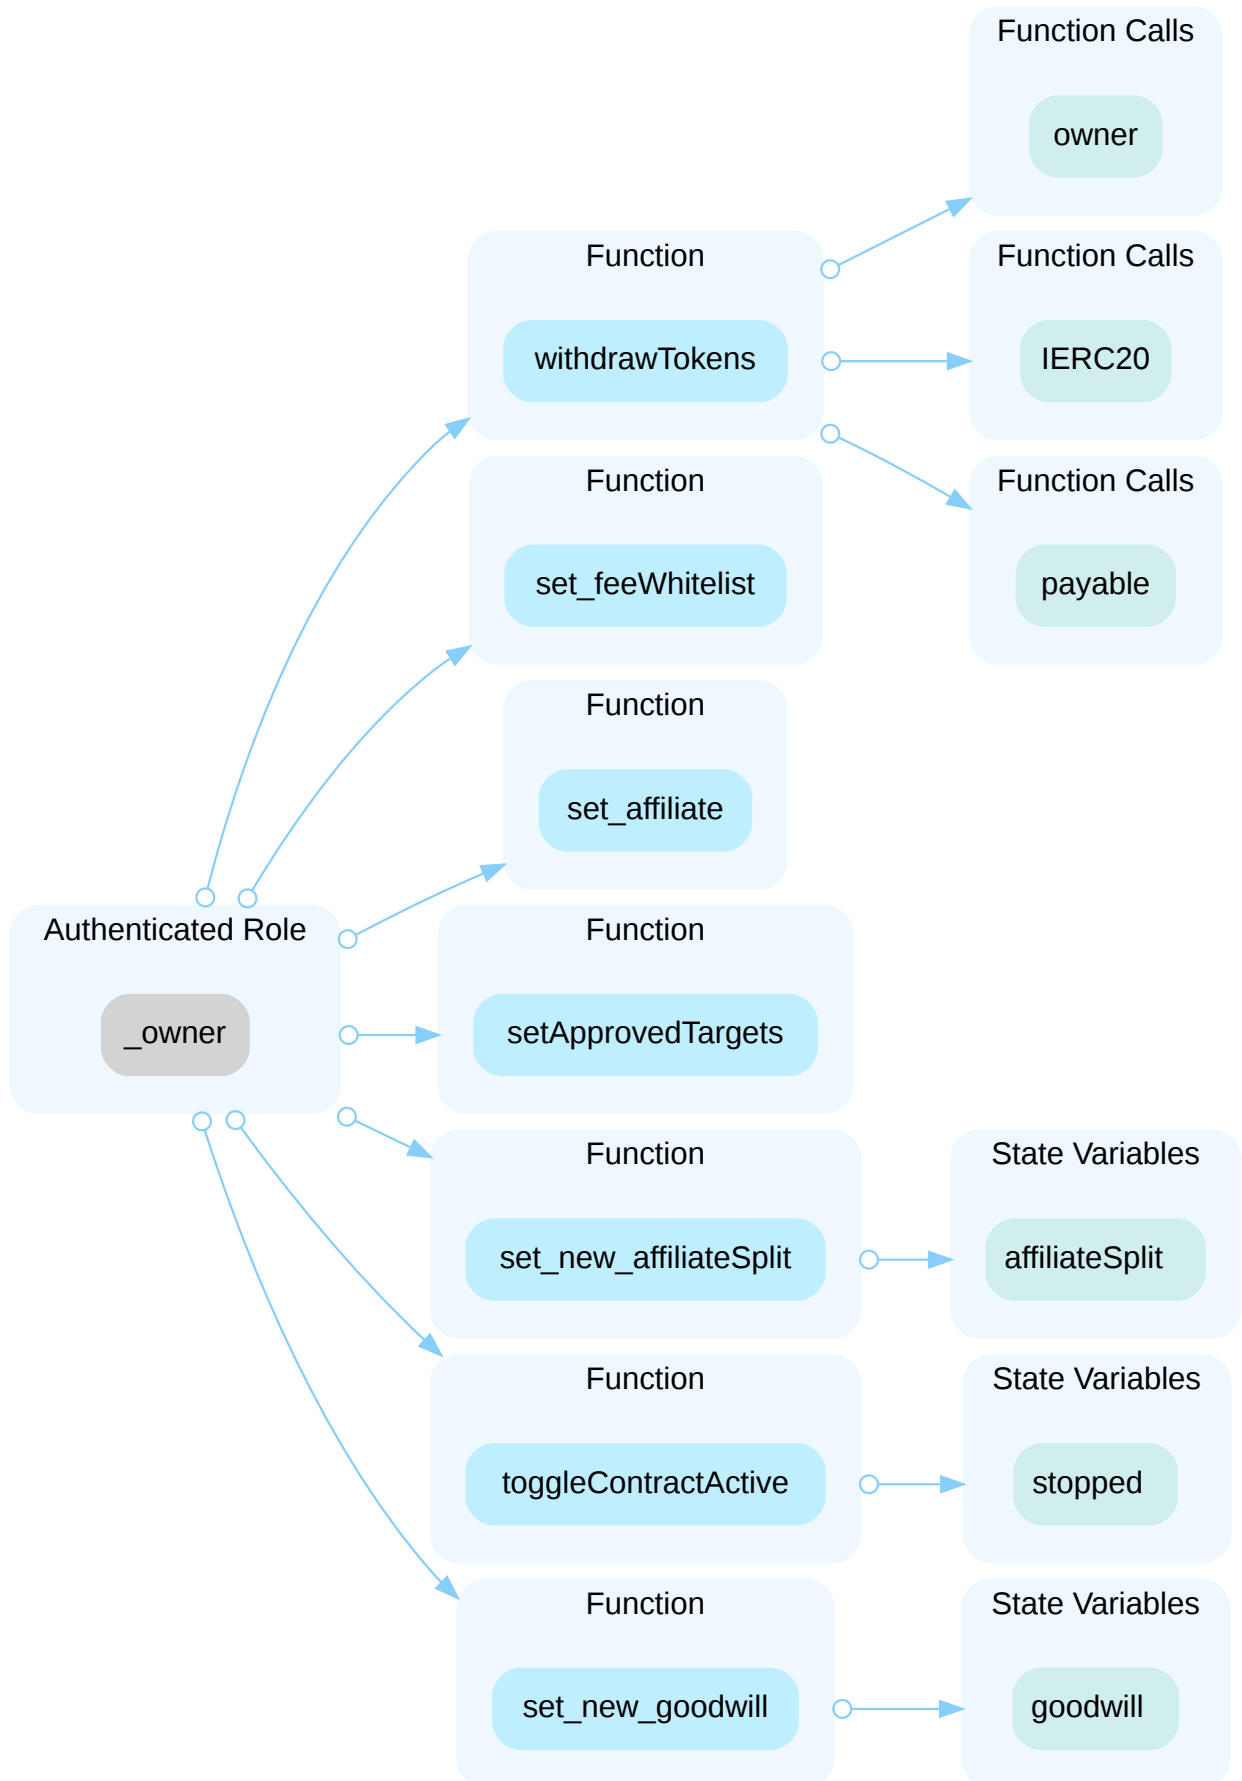 Function Calls
owner
Function
withdrawTokens
Function Calls
IERC20
Function Calls
payable
Function
set_feeWhitelist
Function
set_affiliate
Authenticated Role
_owner
Function
setApprovedTargets
Function
set_new_affiliateSplit
State Variables
affiliateSplit
Function
toggleContractActive
State Variables
stopped
Function
set_new_goodwill
State Variables
goodwill